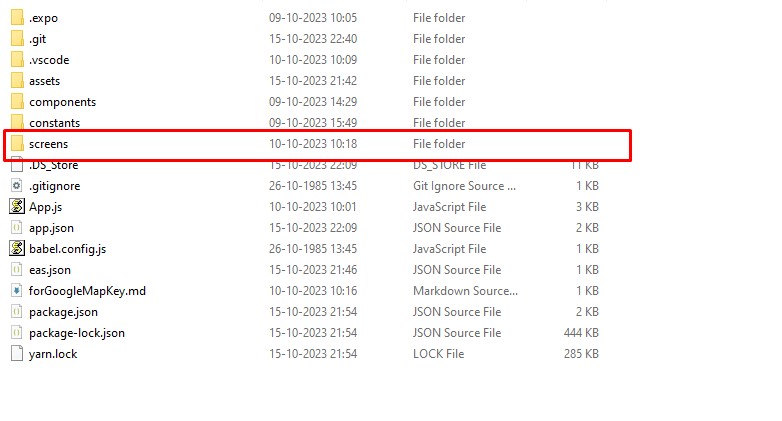 .expo 09-10-2023 10:05 File folder
.git 15-10-2023 22:40 File folder
.vscode 10-10-2023 10:09 File folder
assets 15-10-2023 21:42 File folder
components 09-10-2023 14:29 File folder
constants 09-10-2023 15:49 File folder
screens 10-10-2023 10:18 File folder
.DS_Store 15-10-2023 22:09 DS_STORE File 11 KB
.gitignore 26-10-1985 13:45 Git Ignore Source ... 1 KB
App.js 10-10-2023 10:01 JavaScript File 3 KB
app.json 15-10-2023 22:09 JSON Source File 2 KB
babel.config.js 26-10-1985 13:45 JavaScript File 1 KB
eas.json 15-10-2023 21:46 JSON Source File 1 KB
forGoogleMapKey.md 10-10-2023 10:16 Markdown Source... 1 KB
package.json 15-10-2023 21:54 JSON Source File 2 KB
package-lock.json 15-10-2023 21:54 JSON Source File 444 KB
yarn.lock 15-10-2023 21:54 LOCK File 285 KB